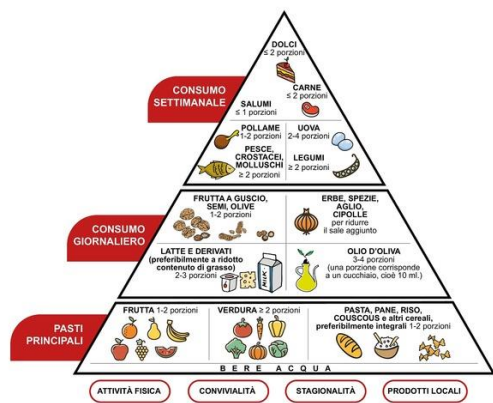 DOLCI
≤ 2 porzioni
CONSUMO
SETTIMANALE
CARNE
≤ 2 porzioni
SALUMI
≤ 1 porzioni
POLLAME
1-2 porzioni
UOVA
2-4 porzioni
PESCE,
CROSTACEI,
MOLLUSCHI
≥ 2 porzioni
LEGUMI
≥ 2 porzioni
CONSUMO
GIORNALIERO
FRUTTA A GUSCIO,
SEMI, OLIVE
1-2 porzioni
ERBE, SPEZIE,
AGLIO,
CIPOLLE
per ridurre
il sale aggiunto
LATTE E DERIVATI
(preferibilmente a ridotto
contenuto di grasso)
2-3 porzioni
MILK
OLIO D'OLIVA
3-4 porzioni
(una porzione corrisponde
a un cucchiaio, cioè 10 ml.)
PASTI
PRINCIPALI
FRUTTA 1-2 porzioni
VERDURA ≥ 2 porzioni
PASTA, PANE, RISO,
COUSCOUS e altri cereali,
preferibilmente integrali 1-2 porzioni
BERE ACQUA
ATTIVITÀ FISICA
CONVIVIALITÀ
STAGIONALITÀ
PRODOTTI LOCALI